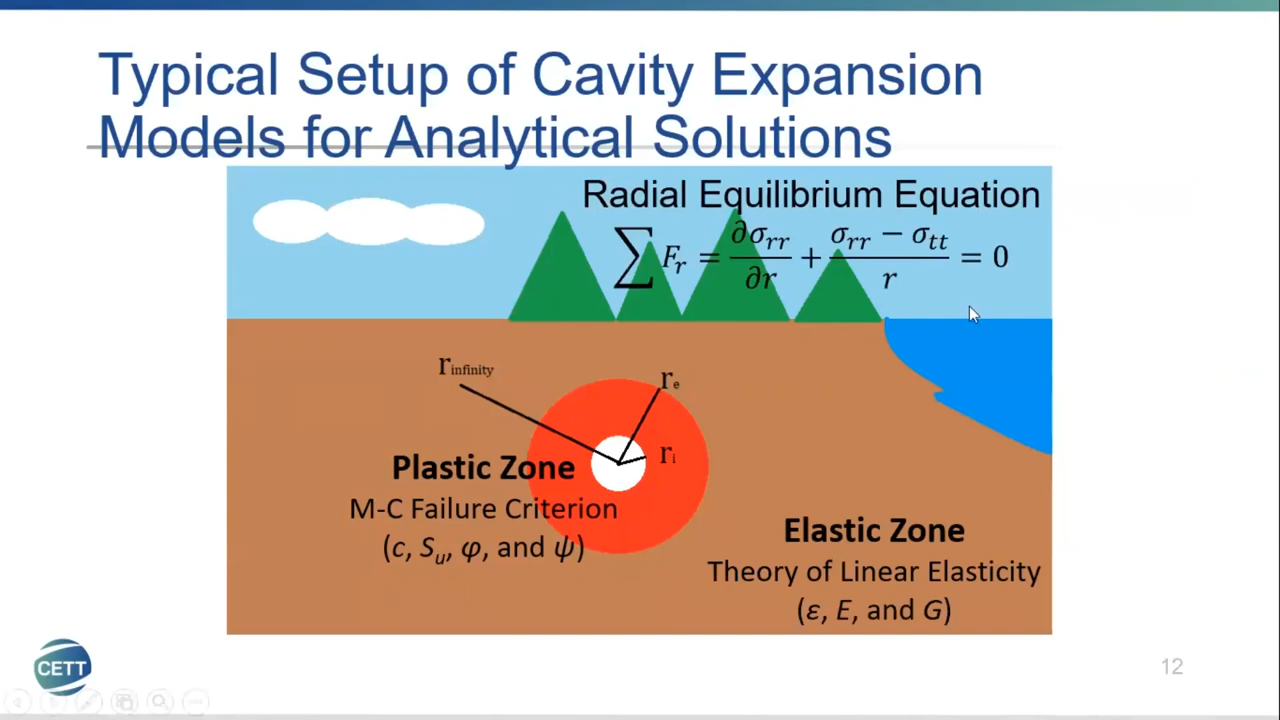 Typical Setup of Cavity Expansion
Models for Analytical Solutions
Radial Equilibrium Equation
∑ F_r = ∂σ_rr/∂r + (σ_rr − σ_tt)/r = 0
r_infinity
r_e
r_i
Plastic Zone
M-C Failure Criterion
(c, S_u, φ, and ψ)
Elastic Zone
Theory of Linear Elasticity
(ε, E, and G)
CETT
12